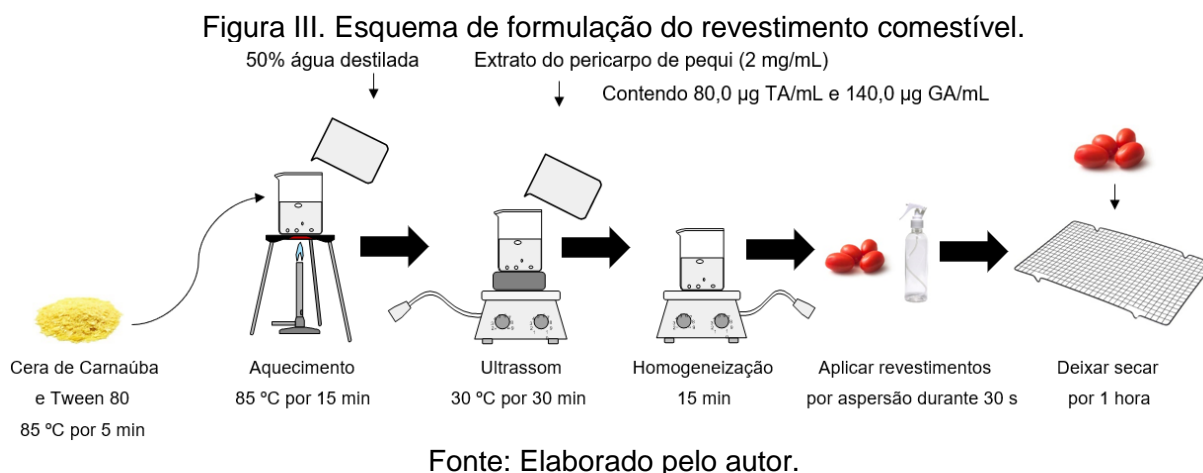 Figura III. Esquema de formulação do revestimento comestível.
50% água destilada
Extrato do pericarpo de pequi (2 mg/mL)
Contendo 80,0 µg TA/mL e 140,0 µg GA/mL
Cera de Carnaúba
e Tween 80
85 ºC por 5 min
Aquecimento
85 ºC por 15 min
Ultrassom
30 ºC por 30 min
Homogeneização
15 min
Aplicar revestimentos
por aspersão durante 30 s
Deixar secar
por 1 hora
Fonte: Elaborado pelo autor.